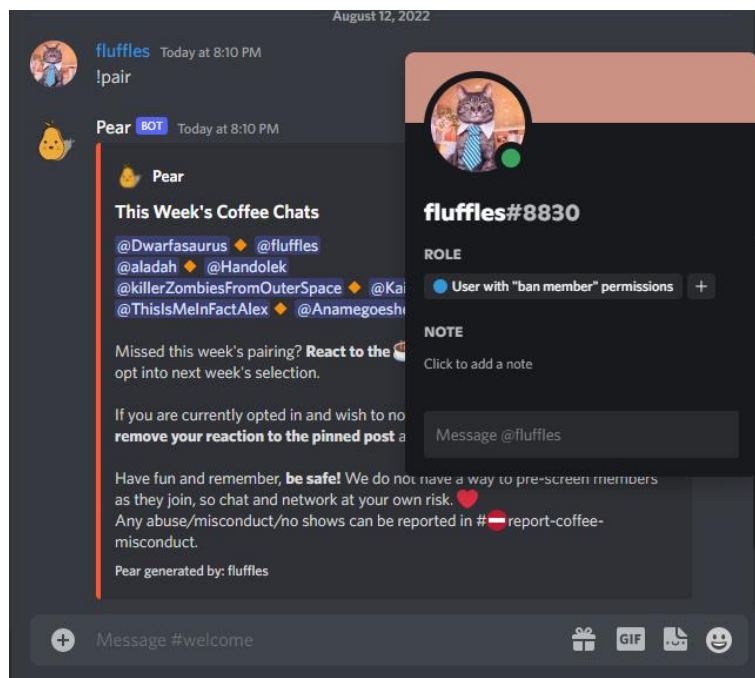 August 12, 2022
fluffles Today at 8:10 PM
!pair
Pear BOT Today at 8:10 PM
Pear
This Week's Coffee Chats
@Dwarfasaurus @fluffles
@aladah @Handolek
@killerZombiesFromOuterSpace
@ThisIsMeInFactAlex
Missed this week's pairing? React to the
opt into next week's selection.
If you are currently opted in and wish to
remove your reaction to the pinned post
Have fun and remember, be safe! We do not have a way to pre-screen members
as they join, so chat and network at your own risk.
Any abuse/misconduct/no shows can be reported in #report-coffee-
misconduct.
Pear generated by: fluffles
fluffles#8830
ROLE
User with "ban member" permissions +
NOTE
Click to add a note
Message @fluffles
Message #welcome
GIF